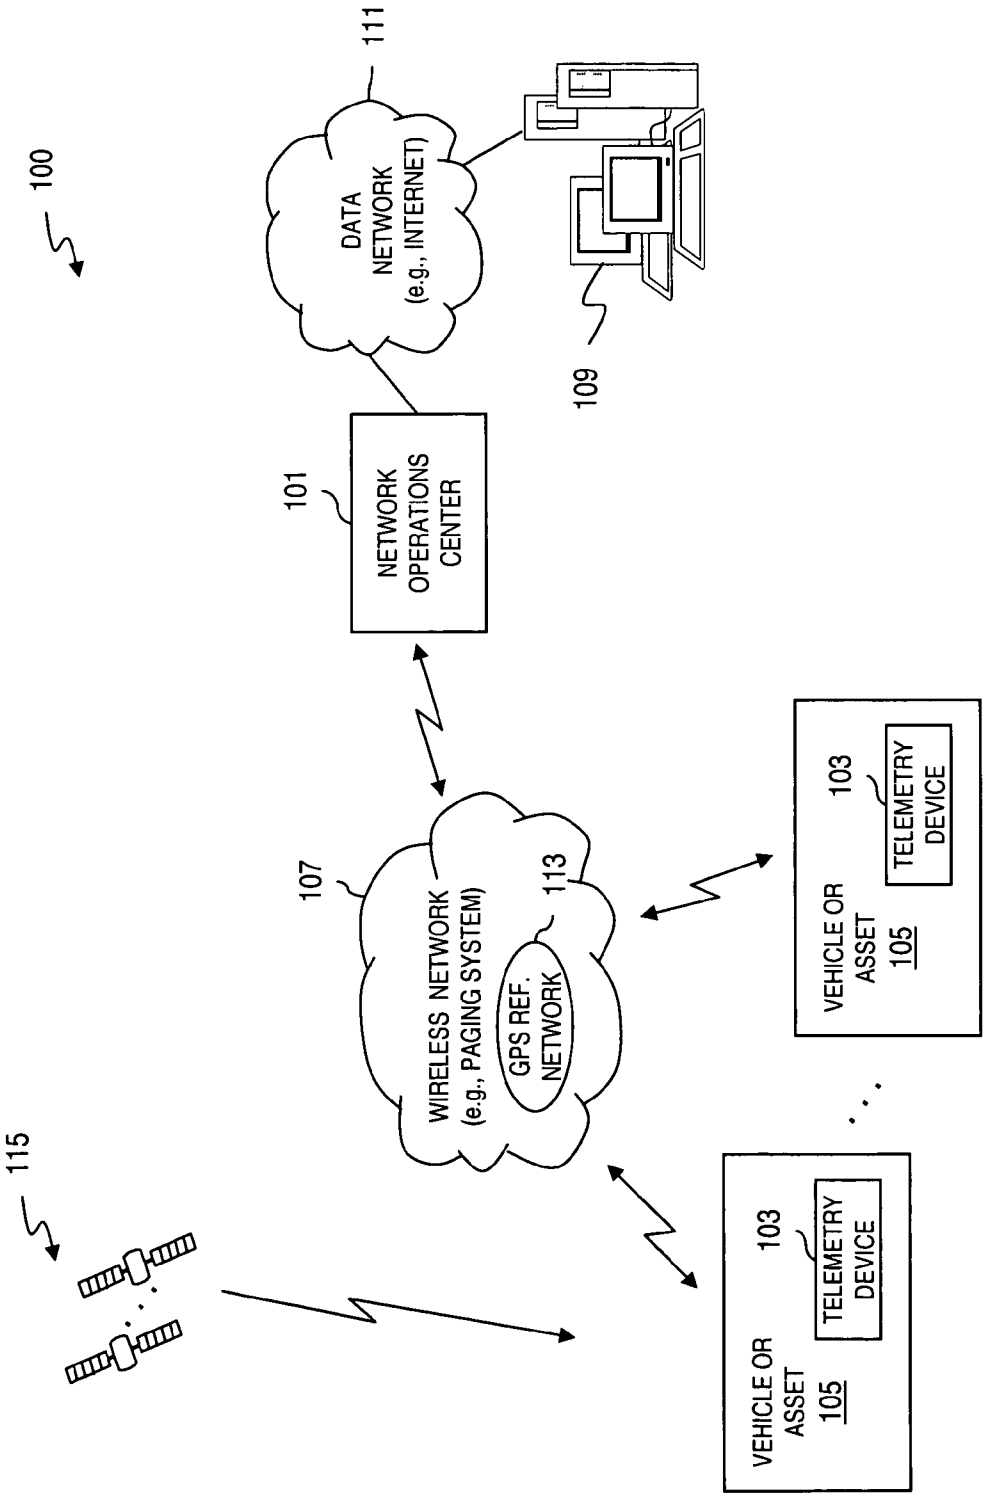 100
115
107
WIRELESS NETWORK
(e.g., PAGING SYSTEM)
GPS REF.
NETWORK
113
101
NETWORK
OPERATIONS
CENTER
111
DATA
NETWORK
(e.g., INTERNET)
109
VEHICLE OR
ASSET
105
103
TELEMETRY
DEVICE
VEHICLE OR
ASSET
105
103
TELEMETRY
DEVICE